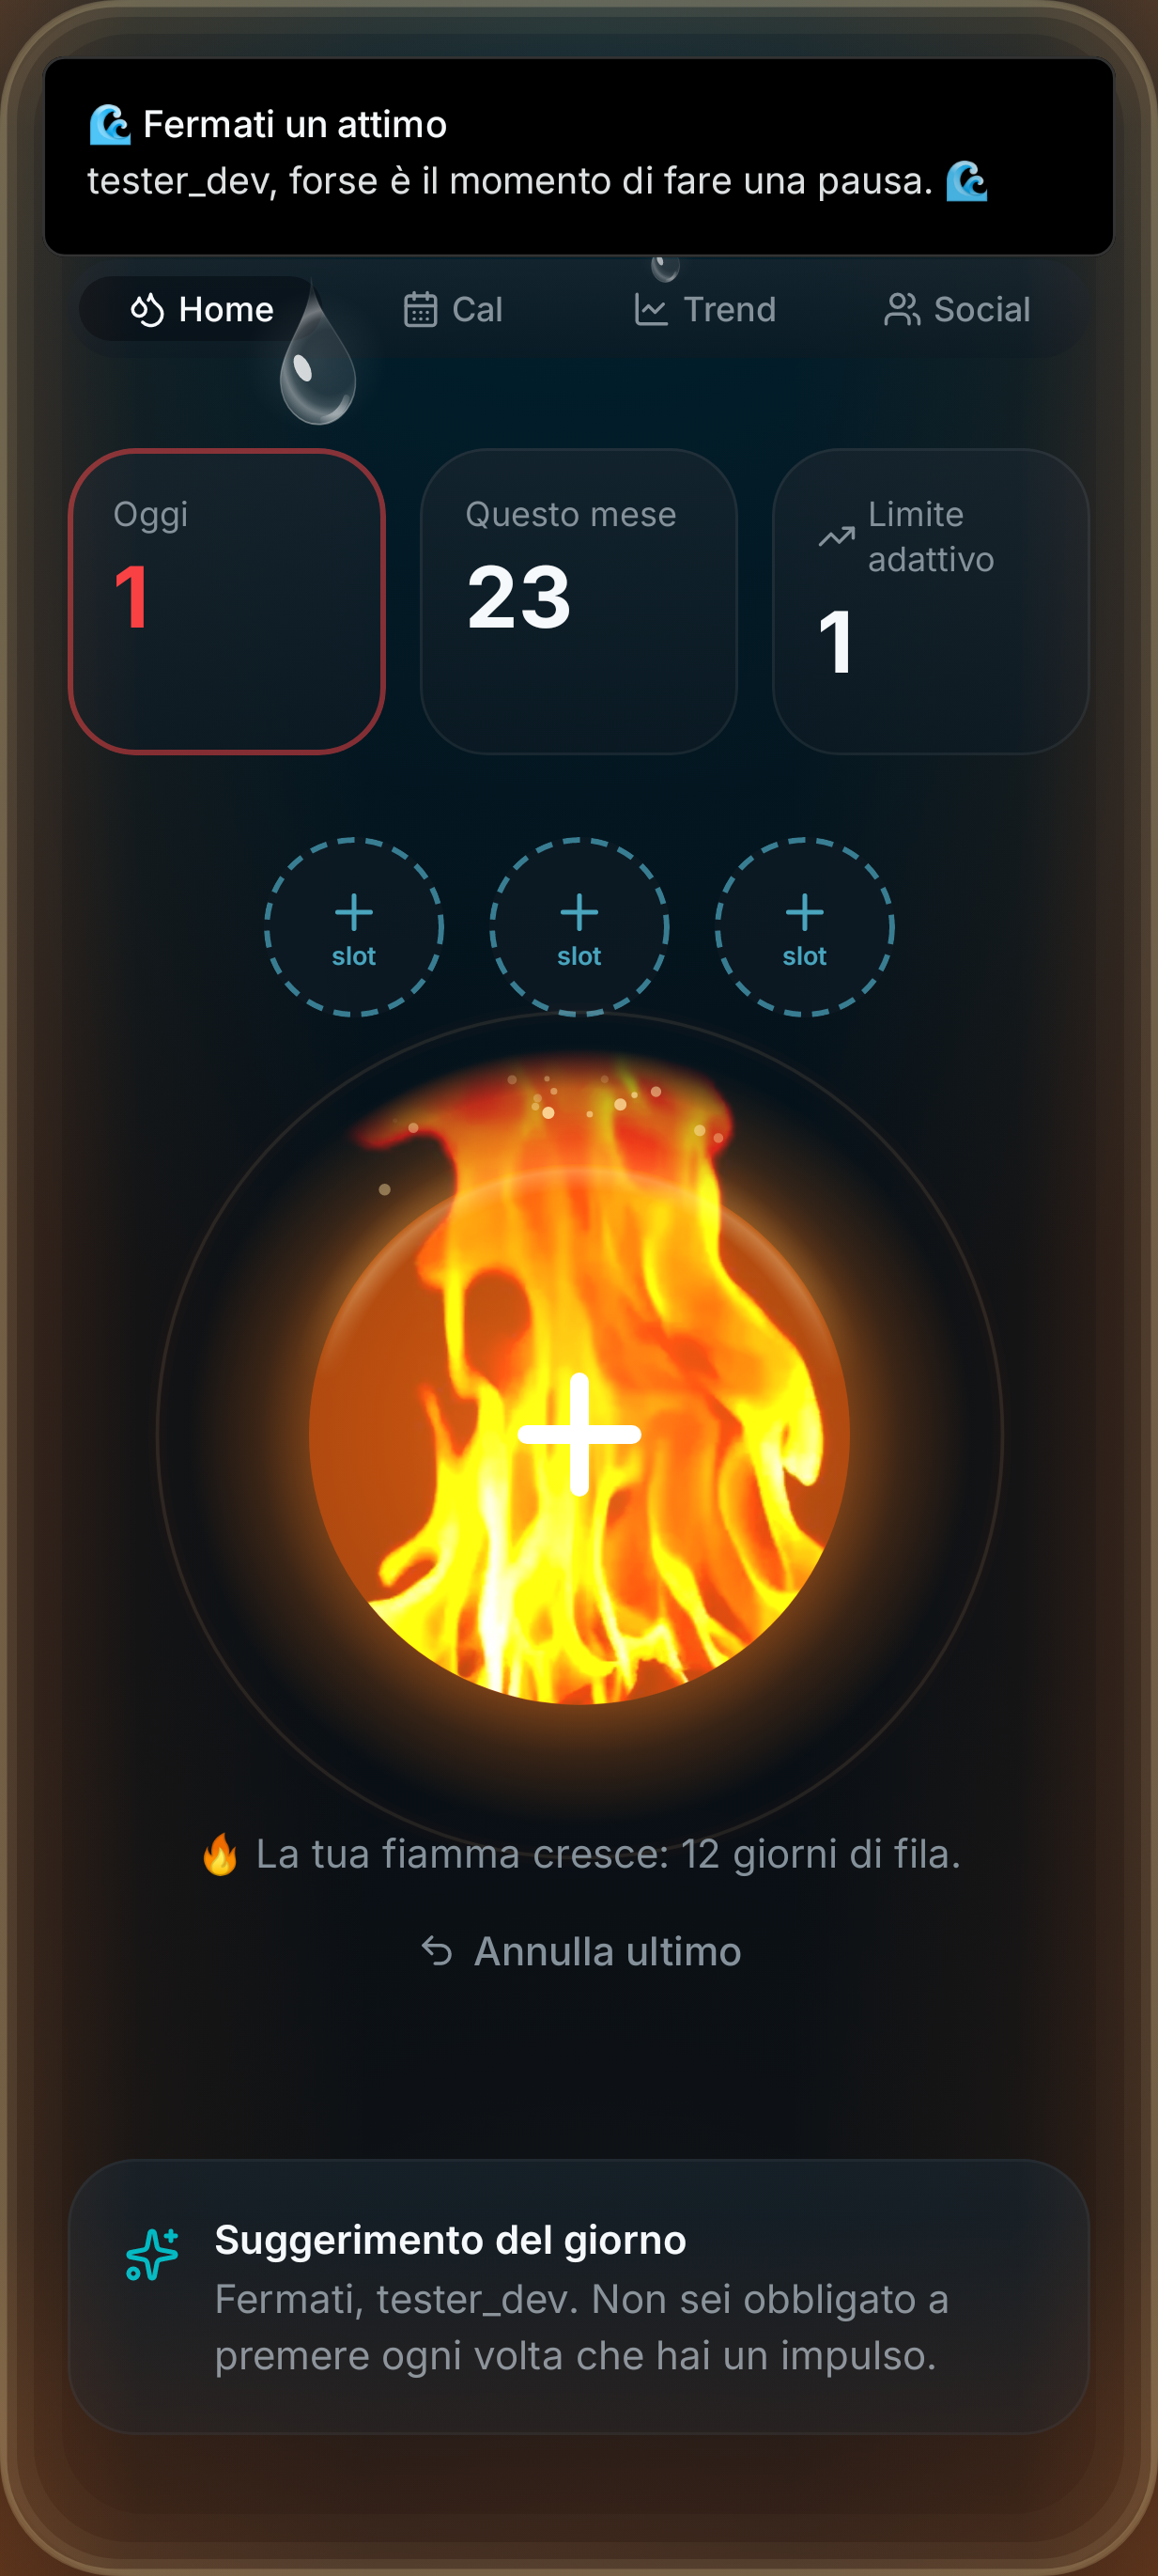 🌊 Fermati un attimo
tester_dev, forse è il momento di fare una pausa. 🌊
Home
Cal
Trend
Social
Oggi
1
Questo mese
23
Limite
adattivo
1
slot
slot
slot
🔥 La tua fiamma cresce: 12 giorni di fila.
Annulla ultimo
Suggerimento del giorno
Fermati, tester_dev. Non sei obbligato a
premere ogni volta che hai un impulso.